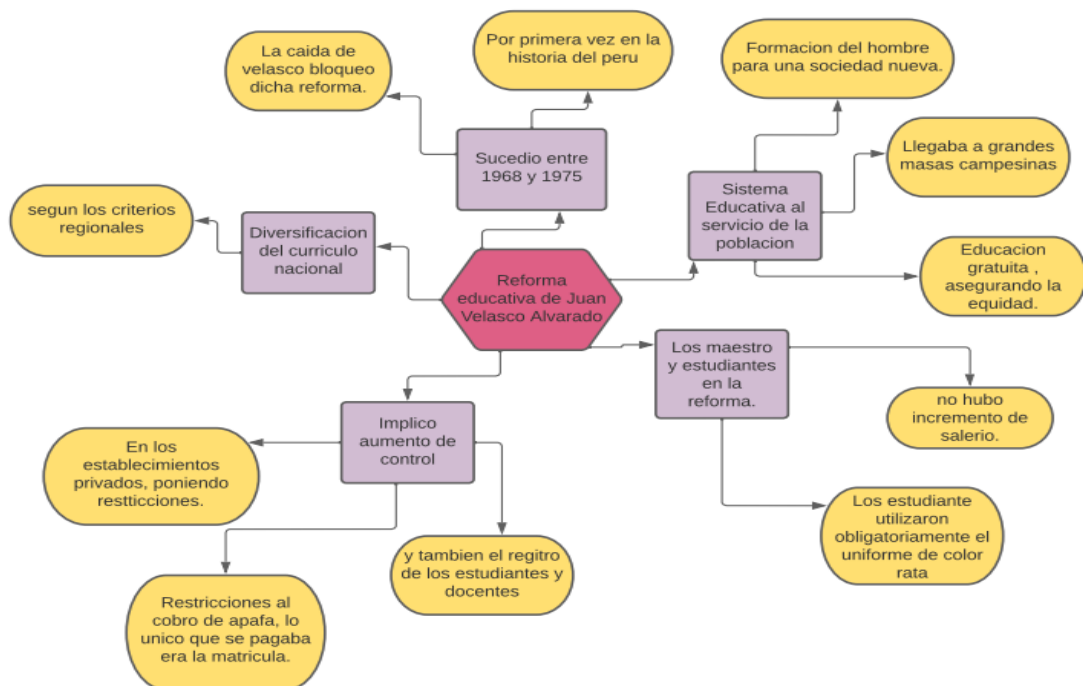 La caida de
velasco bloqueo
dicha reforma.
Por primera vez en la
historia del peru
Formacion del hombre
para una sociedad nueva.
Sucedio entre
1968 y 1975
Llegaba a grandes
masas campesinas
Sistema
Educativa al
servicio de la
poblacion
segun los criterios
regionales
Diversificacion del curriculo
nacional
Educacion
gratuita ,
asegurando la
equidad.
Reforma
educativa de Juan
Velasco Alvarado
Los maestro
y estudiantes
en la
reforma.
no hubo
incremento de
salerio.
Implico
aumento de
control
En los
establecimientos
privados, poniendo
restticciones.
Los estudiante
utilizaron
obligatoriamente el
uniforme de color
rata
y tambien el regitro
de los estudiantes y
docentes
Restricciones al
cobro de apafa, lo
unico que se pagaba
era la matricula.